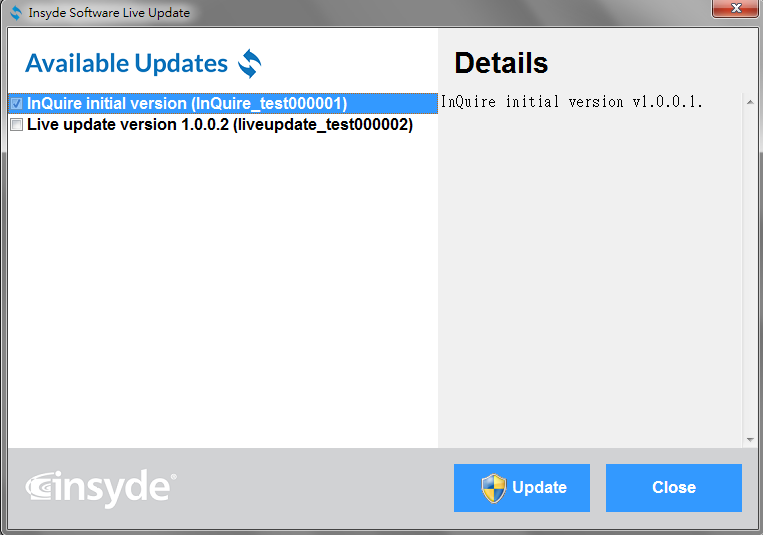 Insyde Software Live Update
Available Updates
InQuire initial version (InQuire_test000001)
Live update version 1.0.0.2 (liveupdate_test000002)
Details
InQuire initial version v1.0.0.1.
insyde®
Update
Close